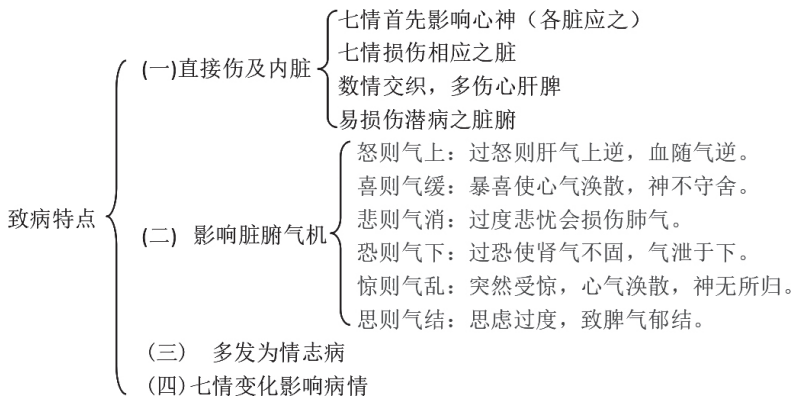 致病特点
(一)直接伤及内脏
七情首先影响心神（各脏应之）
七情损伤相应之脏
数情交织，多伤心肝脾
易损伤潜病之脏腑
(二) 影响脏腑气机
怒则气上：过怒则肝气上逆，血随气逆。
喜则气缓：暴喜使心气涣散，神不守舍。
悲则气消：过度悲忧会损伤肺气。
恐则气下：过恐使肾气不固，气泄于下。
惊则气乱：突然受惊，心气涣散，神无所归。
思则气结：思虑过度，致脾气郁结。
(三) 多发为情志病
(四)七情变化影响病情